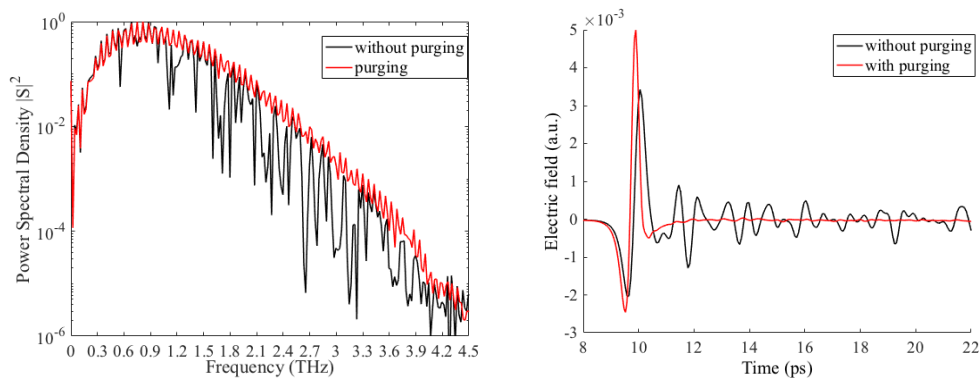 10^0
10^-2
10^-4
10^-6
Power Spectral Density |S|^2
without purging
purging
0 0.3 0.6 0.9 1.2 1.5 1.8 2.1 2.4 2.7 3 3.3 3.6 3.9 4.2 4.5
Frequency (THz)
×10^-3
5
4
3
2
1
0
-1
-2
-3
Electric field (a.u.)
without purging
with purging
8 10 12 14 16 18 20 22
Time (ps)